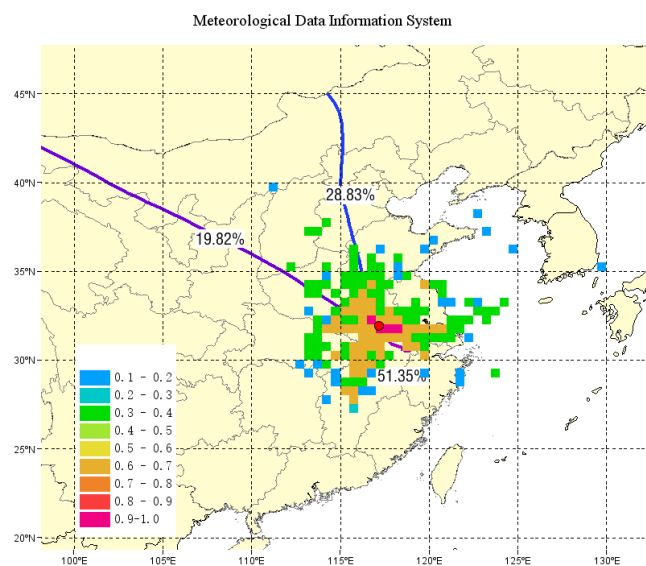 Meteorological Data Information System
45°N
40°N
28.83%
19.82%
35°N
30°N
51.35%
0.1 - 0.2
0.2 - 0.3
0.3 - 0.4
0.4 - 0.5
0.5 - 0.6
0.6 - 0.7
0.7 - 0.8
0.8 - 0.9
0.9-1.0
25°N
20°N
100°E 105°E 110°E 115°E 120°E 125°E 130°E